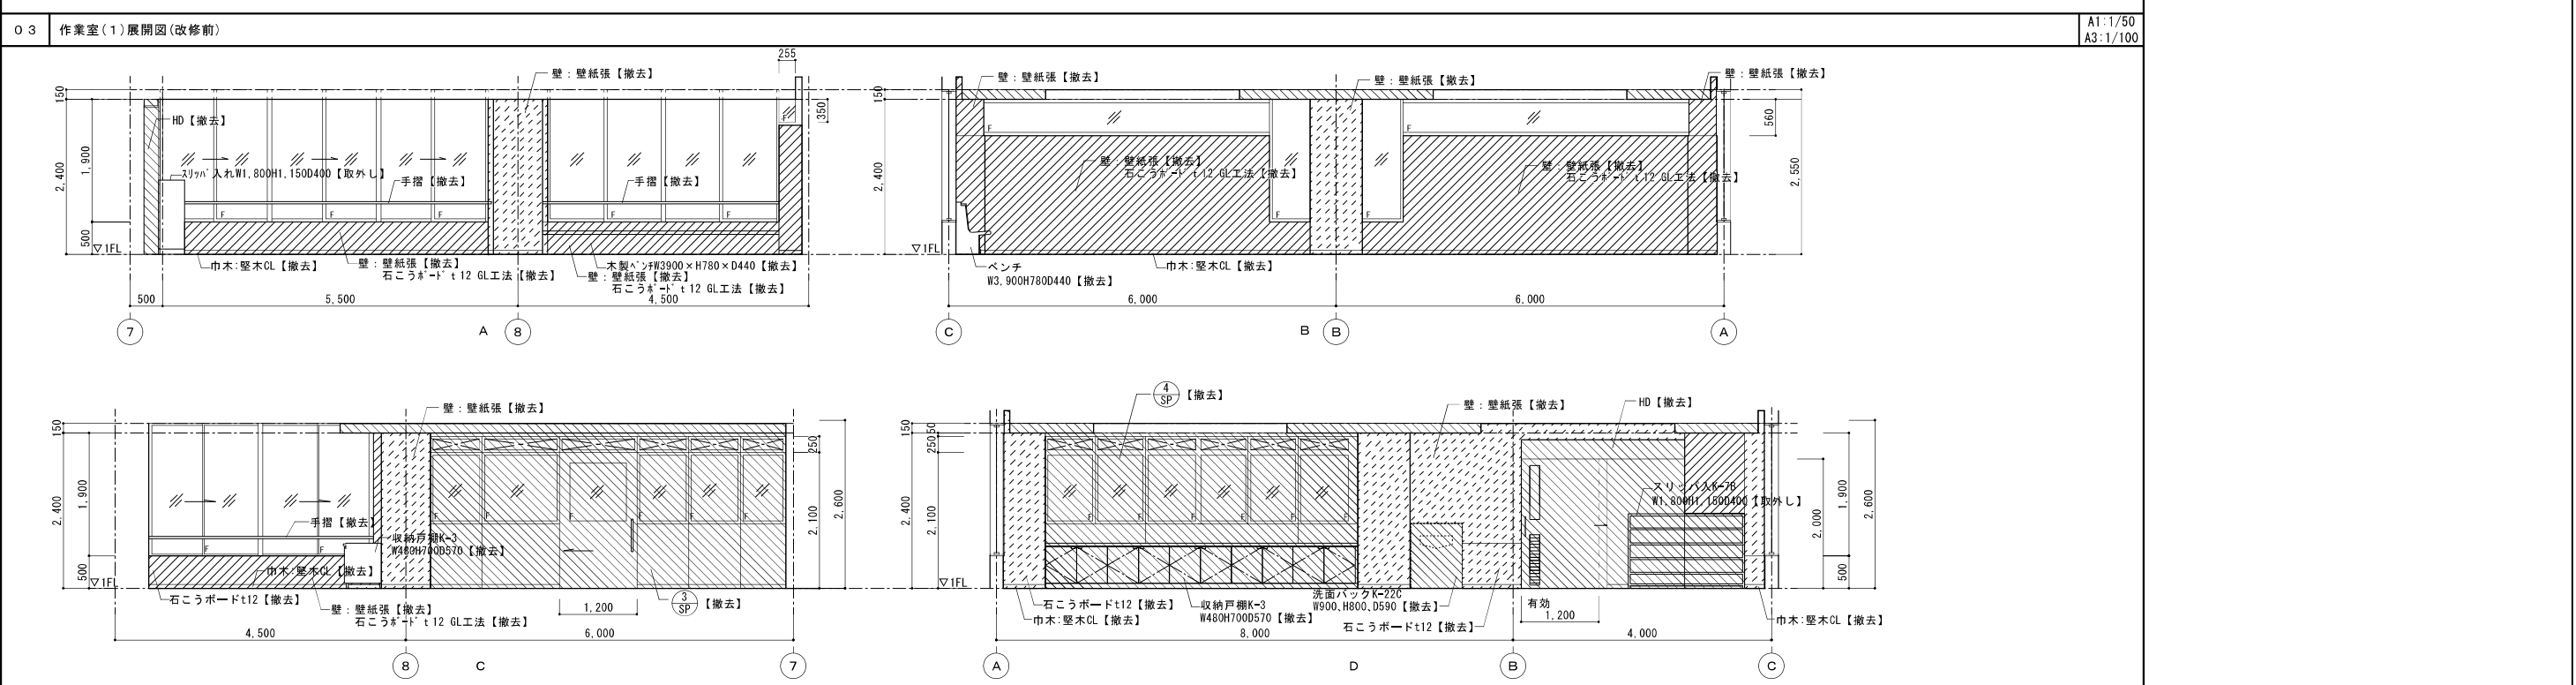 03 作業室(1)展開図(改修前)
A1:1/50
A3:1/100
255
壁：壁紙張【撤去】
150
HD【撤去】
350
2,400
1,900
ｽﾘｯﾊﾟ入れW1,800H1,150D400【取外し】
手摺【撤去】
手摺【撤去】
F
F
F
F
F
F
500
▽1FL
巾木:堅木CL【撤去】
壁：壁紙張【撤去】
石こうﾎﾞｰﾄﾞt12 GL工法【撤去】
木製ﾍﾞﾝﾁW3900×H780×D440【撤去】
壁：壁紙張【撤去】
石こうﾎﾞｰﾄﾞt12 GL工法【撤去】
500
5,500
4,500
7
A
8
壁：壁紙張【撤去】
壁：壁紙張【撤去】
壁：壁紙張【撤去】
150
560
F
F
2,400
壁：壁紙張【撤去】
石こうﾎﾞｰﾄﾞt12 GL工法【撤去】
壁：壁紙張【撤去】
石こうﾎﾞｰﾄﾞt12 GL工法【撤去】
2,550
F
F
▽1FL
ベンチ
W3,900H780D440【撤去】
巾木:堅木CL【撤去】
6,000
6,000
C
B
B
A
壁：壁紙張【撤去】
150
250
2,400
1,900
2,100
2,600
手摺【撤去】
F
F
F
F
F
F
F
F
収納戸棚K-3
W480H700D570【撤去】
500
▽1FL
巾木:堅木CL【撤去】
石こうボードt12【撤去】
壁：壁紙張【撤去】
石こうﾎﾞｰﾄﾞt12 GL工法【撤去】
1,200
3
SP
【撤去】
4,500
6,000
8
C
7
4
SP
【撤去】
壁：壁紙張【撤去】
HD【撤去】
150
250
50
2,400
2,100
F
F
F
F
F
F
スリッパ入K-7B
W1,800H1,150D400【取外し】
2,000
1,900
500
2,600
▽1FL
石こうボードt12【撤去】
巾木:堅木CL【撤去】
収納戸棚K-3
W480H700D570【撤去】
洗面バックK-22C
W900,H800,D590【撤去】
石こうボードt12【撤去】
有効
1,200
巾木:堅木CL【撤去】
8,000
4,000
A
D
B
C